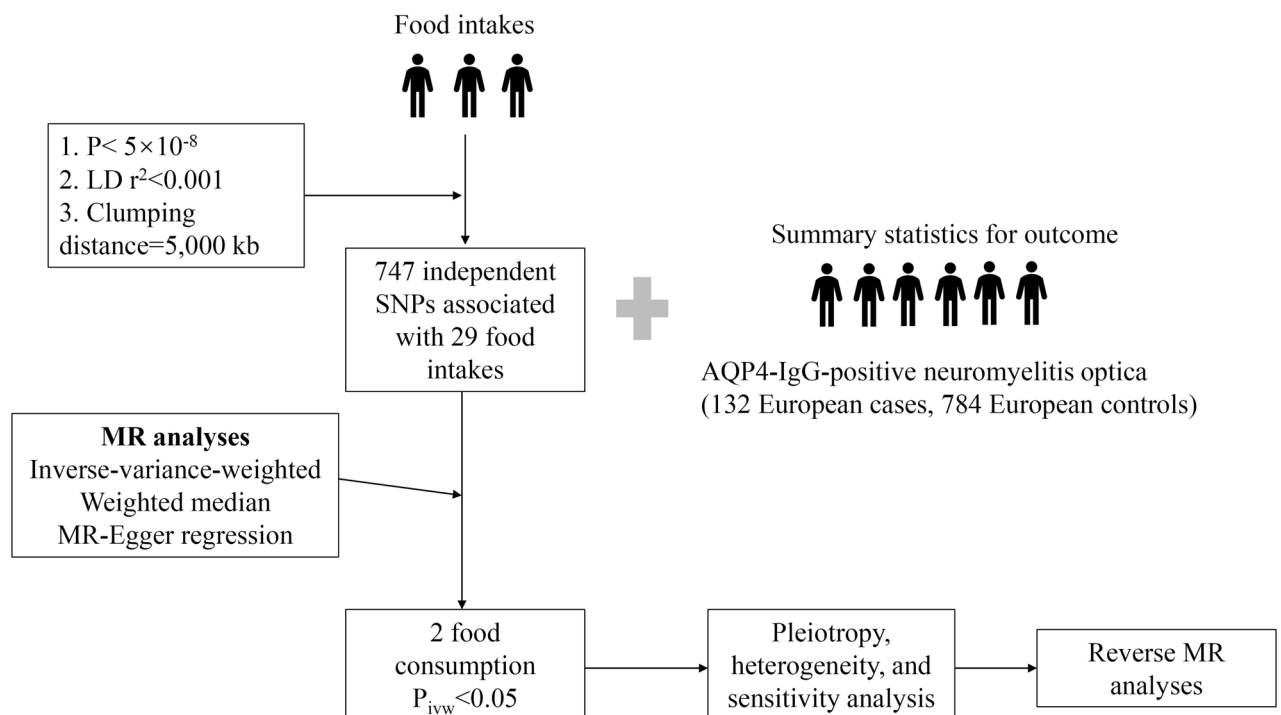 Food intakes
1. P< 5×10⁻⁸
2. LD r²<0.001
3. Clumping
distance=5,000 kb
747 independent
SNPs associated
with 29 food
intakes
Summary statistics for outcome
AQP4-IgG-positive neuromyelitis optica
(132 European cases, 784 European controls)
MR analyses
Inverse-variance-weighted
Weighted median
MR-Egger regression
2 food
consumption
Pivw<0.05
Pleiotropy,
heterogeneity, and
sensitivity analysis
Reverse MR
analyses